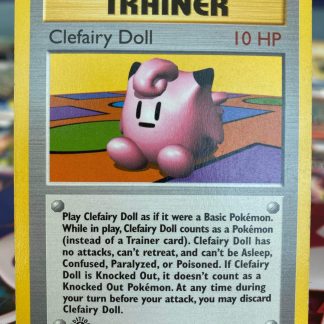 TRAINER
Clefairy Doll 10 HP
Play Clefairy Doll as if it were a Basic Pokémon.
While in play, Clefairy Doll counts as a Pokémon
(instead of a Trainer card). Clefairy Doll has
no attacks, can't retreat, and can't be Asleep,
Confused, Paralyzed, or Poisoned. If Clefairy
Doll is Knocked Out, it doesn't count as a
Knocked Out Pokémon. At any time during
your turn before your attack, you may discard
Clefairy Doll.